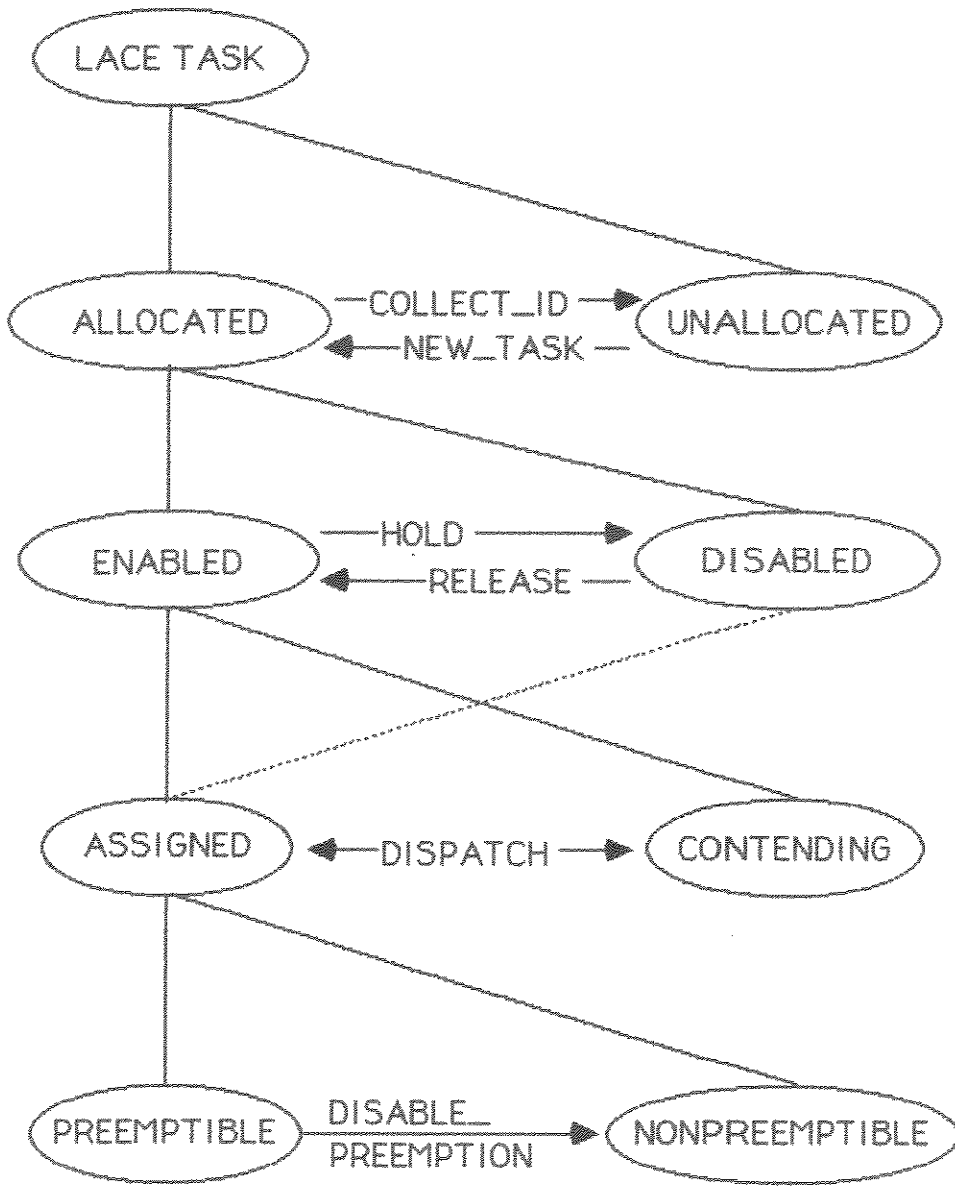 LACE TASK
ALLOCATED
COLLECT_ID
UNALLOCATED
NEW_TASK
ENABLED
HOLD
DISABLED
RELEASE
ASSIGNED
DISPATCH
CONTENDING
PREEMPTIBLE
DISABLE_
PREEMPTION
NONPREEMPTIBLE